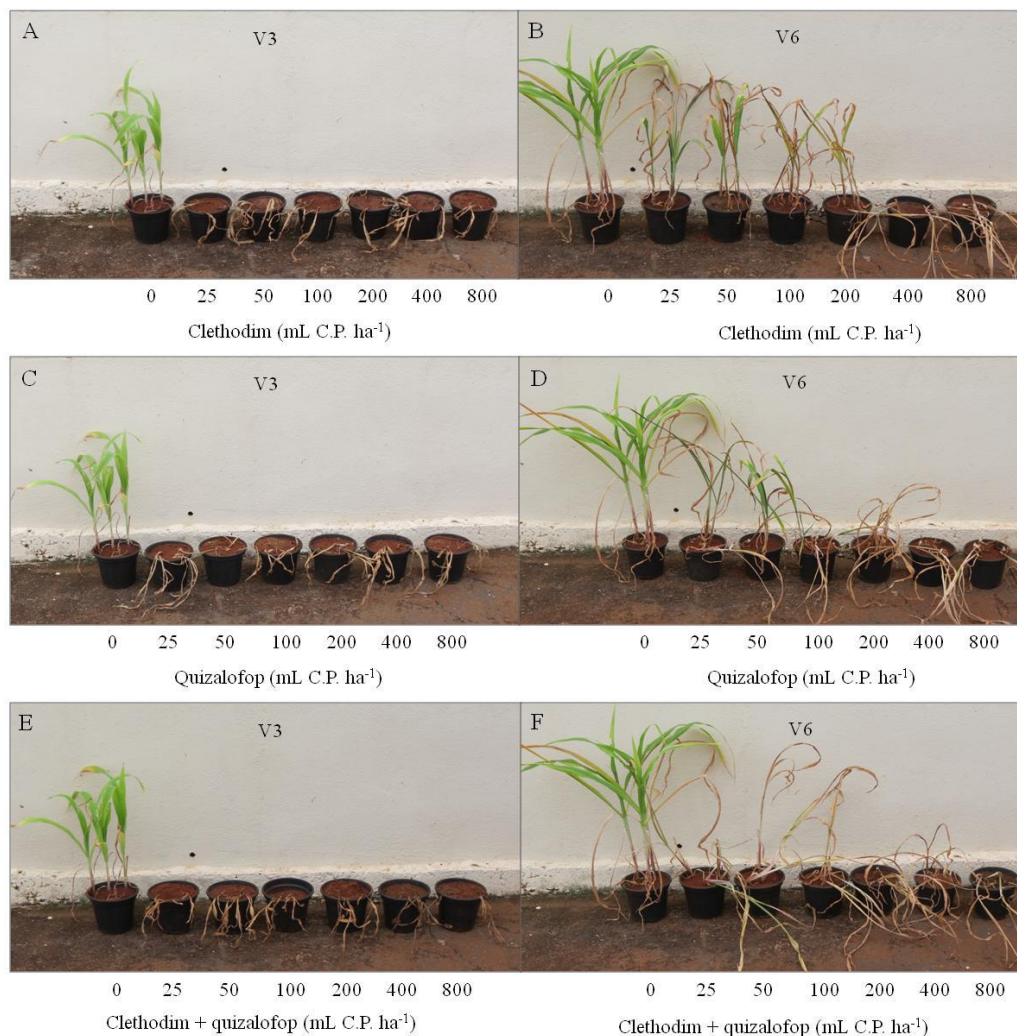 A
V3
B
V6
0 25 50 100 200 400 800
Clethodim (mL C.P. ha⁻¹)
0 25 50 100 200 400 800
Clethodim (mL C.P. ha⁻¹)
C
V3
D
V6
0 25 50 100 200 400 800
Quizalofop (mL C.P. ha⁻¹)
0 25 50 100 200 400 800
Quizalofop (mL C.P. ha⁻¹)
E
V3
F
V6
0 25 50 100 200 400 800
Clethodim + quizalofop (mL C.P. ha⁻¹)
0 25 50 100 200 400 800
Clethodim + quizalofop (mL C.P. ha⁻¹)